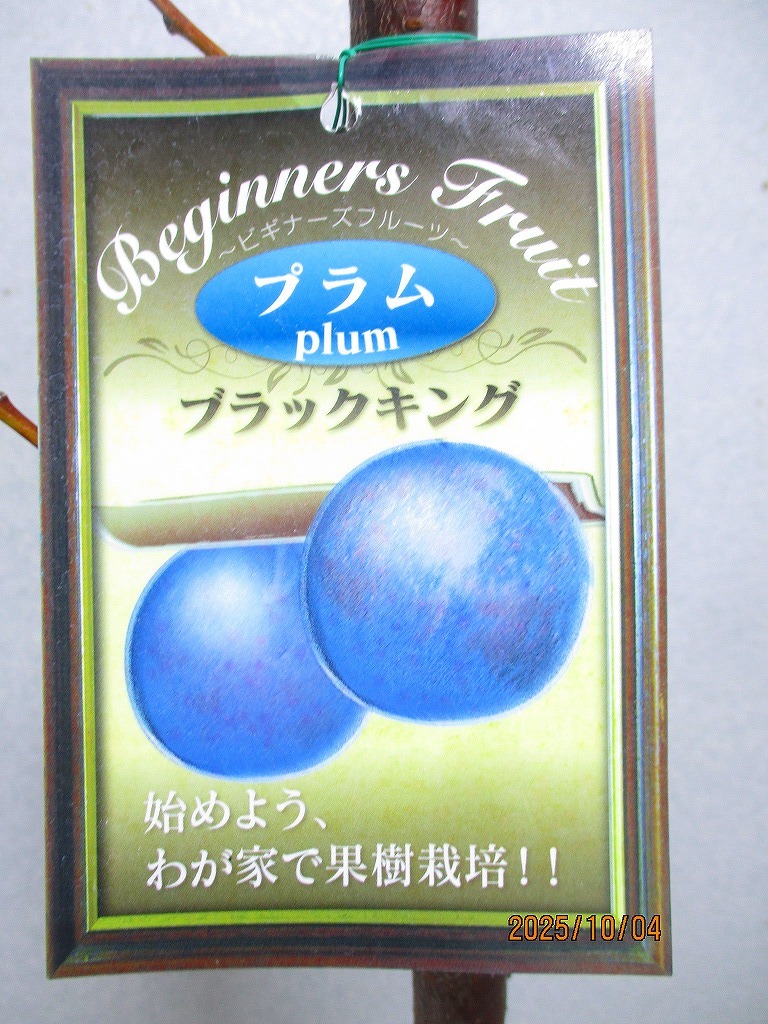 Beginners Fruit
～ビギナーズフルーツ～
プラム
plum
ブラックキング
始めよう、
わが家で果樹栽培!!
2025/10/04